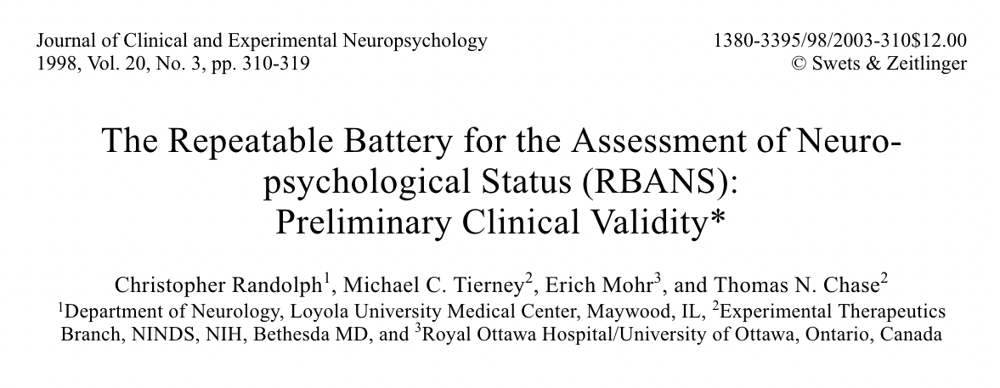 Journal of Clinical and Experimental Neuropsychology
1998, Vol. 20, No. 3, pp. 310-319
1380-3395/98/2003-310$12.00
© Swets & Zeitlinger
The Repeatable Battery for the Assessment of Neuro-
psychological Status (RBANS):
Preliminary Clinical Validity*
Christopher Randolph¹, Michael C. Tierney², Erich Mohr³, and Thomas N. Chase²
¹Department of Neurology, Loyola University Medical Center, Maywood, IL, ²Experimental Therapeutics
Branch, NINDS, NIH, Bethesda MD, and ³Royal Ottawa Hospital/University of Ottawa, Ontario, Canada